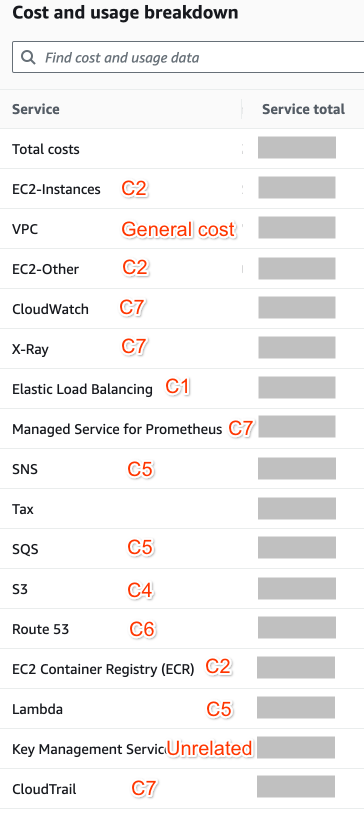 Cost and usage breakdown
Find cost and usage data
Service Service total
Total costs
EC2-Instances C2
VPC General cost
EC2-Other C2
CloudWatch C7
X-Ray C7
Elastic Load Balancing C1
Managed Service for Prometheus C7
SNS C5
Tax
SQS C5
S3 C4
Route 53 C6
EC2 Container Registry (ECR) C2
Lambda C5
Key Management Service Unrelated
CloudTrail C7